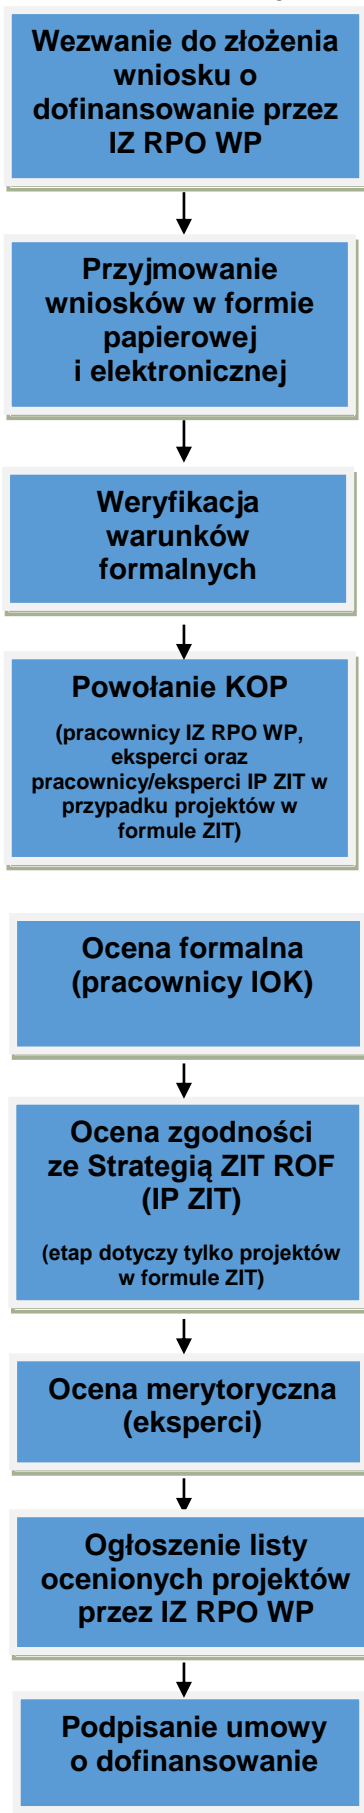 Wezwanie do złożenia
wniosku o
dofinansowanie przez
IZ RPO WP
Przyjmowanie
wniosków w formie
papierowej
i elektronicznej
Weryfikacja
warunków
formalnych
Powołanie KOP
(pracownicy IZ RPO WP,
eksperci oraz
pracownicy/eksperci IP ZIT w
przypadku projektów w
formule ZIT)
Ocena formalna
(pracownicy IOK)
Ocena zgodności
ze Strategią ZIT ROF
(IP ZIT)
(etap dotyczy tylko projektów
w formule ZIT)
Ocena merytoryczna
(eksperci)
Ogłoszenie listy
ocenionych projektów
przez IZ RPO WP
Podpisanie umowy
o dofinansowanie